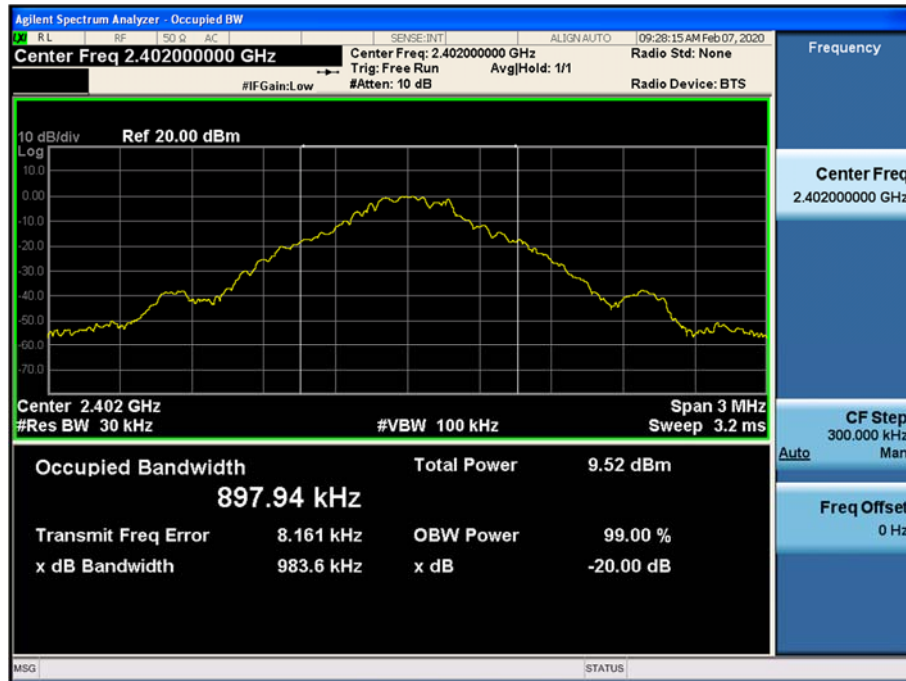 Agilent Spectrum Analyzer - Occupied BW
LXI RL RF 50 Ω AC SENSE:INT ALIGN AUTO 09:28:15 AM Feb 07, 2020
Center Freq 2.402000000 GHz
Center Freq: 2.402000000 GHz
Radio Std: None
Trig: Free Run Avg|Hold: 1/1
#IFGain:Low
#Atten: 10 dB
Radio Device: BTS
Frequency
10 dB/div Ref 20.00 dBm
Log
10.0
0.00
-10.0
-20.0
-30.0
-40.0
-50.0
-60.0
-70.0
Center Freq
2.402000000 GHz
Center 2.402 GHz Span 3 MHz
#Res BW 30 kHz #VBW 100 kHz Sweep 3.2 ms
CF Step
300.000 kHz
Auto Man
Occupied Bandwidth Total Power 9.52 dBm
897.94 kHz
Transmit Freq Error 8.161 kHz OBW Power 99.00 %
x dB Bandwidth 983.6 kHz x dB -20.00 dB
Freq Offset
0 Hz
MSG STATUS